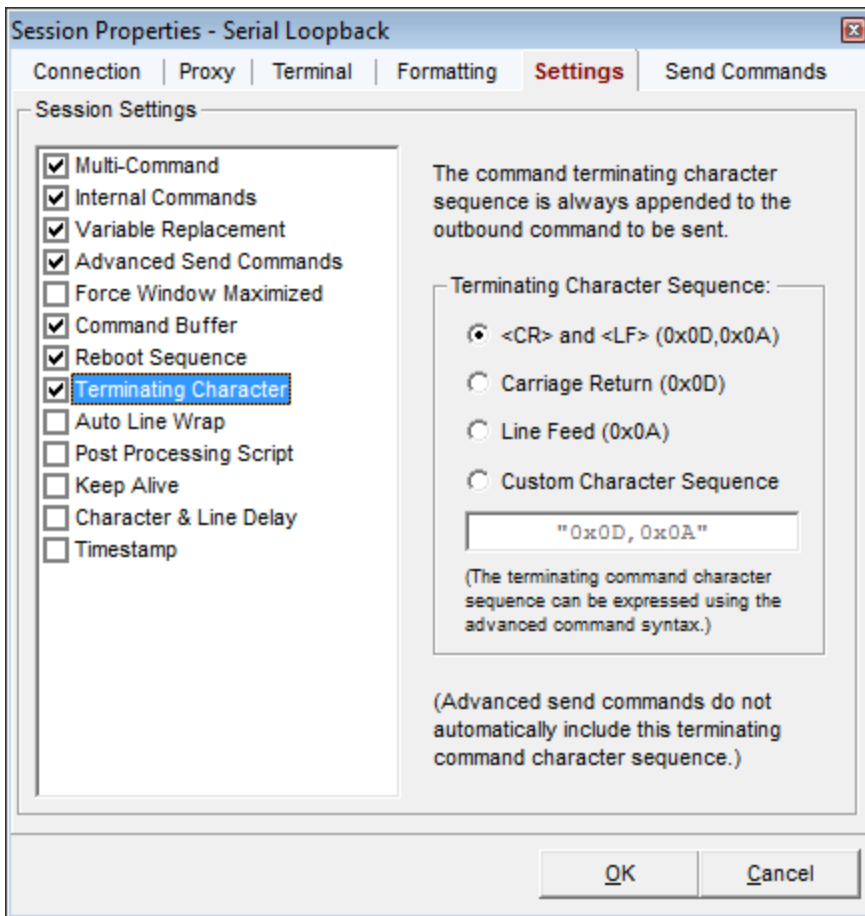 Session Properties - Serial Loopback
Connection | Proxy | Terminal | Formatting Settings Send Commands
Session Settings
Multi-Command
Internal Commands
Variable Replacement
Advanced Send Commands
Force Window Maximized
Command Buffer
Reboot Sequence
Terminating Character
Auto Line Wrap
Post Processing Script
Keep Alive
Character & Line Delay
Timestamp
The command terminating character
sequence is always appended to the
outbound command to be sent.
Terminating Character Sequence:
<CR> and <LF> (0x0D,0x0A)
Carriage Return (0x0D)
Line Feed (0x0A)
Custom Character Sequence
"0x0D,0x0A"
(The terminating command character
sequence can be expressed using the
advanced command syntax.)
(Advanced send commands do not
automatically include this terminating
command character sequence.)
OK Cancel